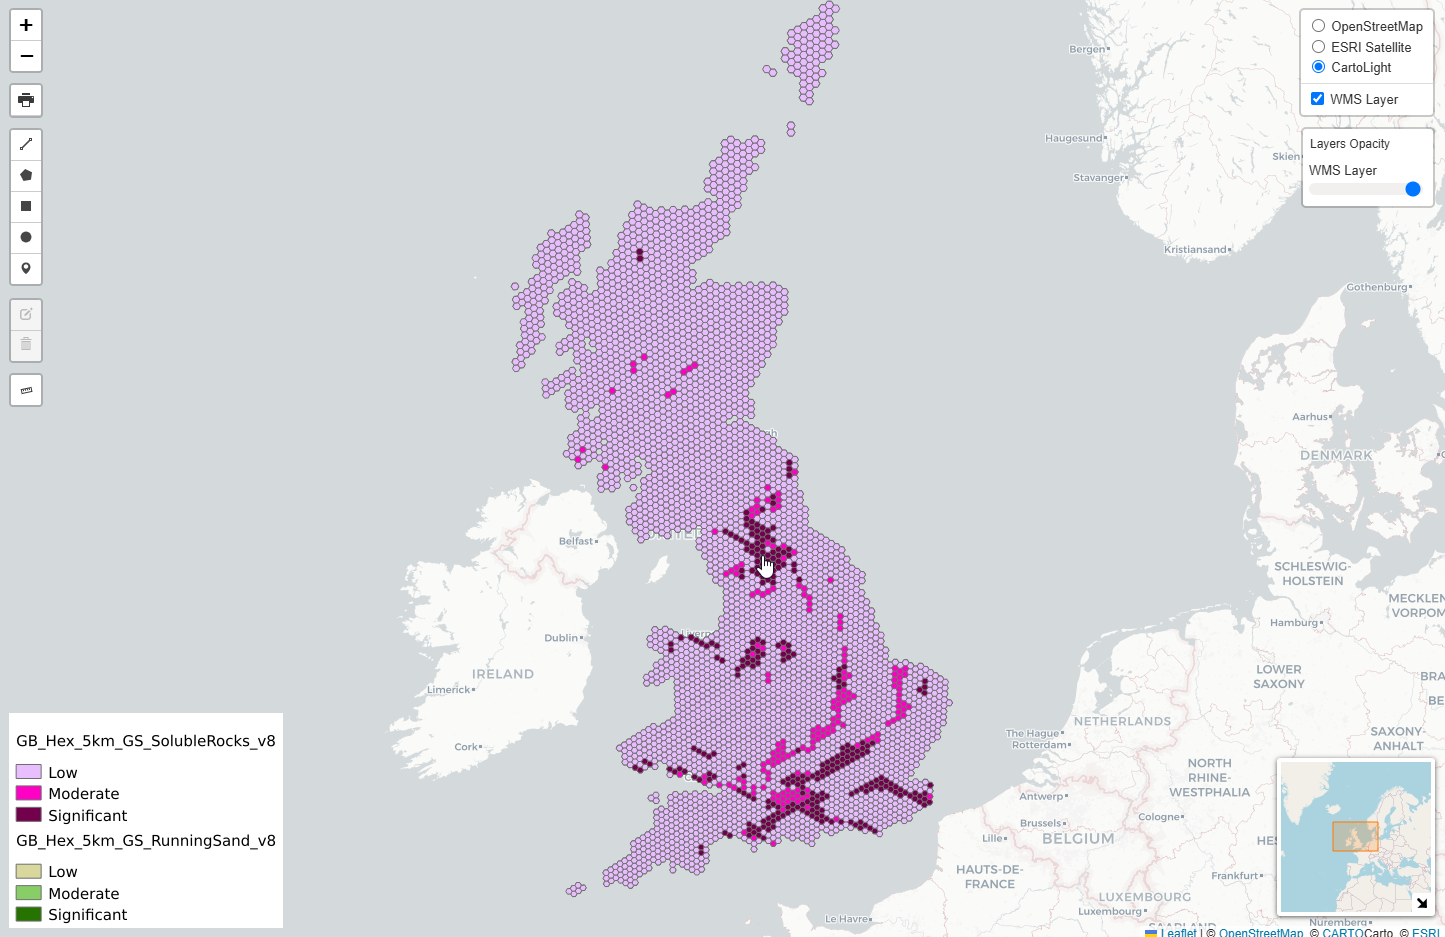 +
−
OpenStreetMap
ESRI Satellite
CartoLight
WMS Layer
Layers Opacity
WMS Layer
Bergen
Haugesund
Stavanger
Skien
Kristiansand
Gothenburg
Aarhus
DENMARK
Belfast
SCHLESWIG-
HOLSTEIN
MECKLEN
VORPOM
Hamburg
Dublin
IRELAND
Limerick
LOWER
SAXONY
BRA
BER
Cork
NETHERLANDS
The Hague
Rotterdam
SAXONY-
ANHALT
NORTH
RHINE-
WESTPHALIA
Antwerp
Brussels
Cologne
Lille
BELGIUM
HES
HAUTS-DE-
FRANCE
Frankfurt
LUXEMBOURG
Luxembourg
Le Havre
SAARLAND
Nuremberg
GB_Hex_5km_GS_SolubleRocks_v8
Low
Moderate
Significant
GB_Hex_5km_GS_RunningSand_v8
Low
Moderate
Significant
Leaflet | © OpenStreetMap, © CARTOCarto, © ESRI